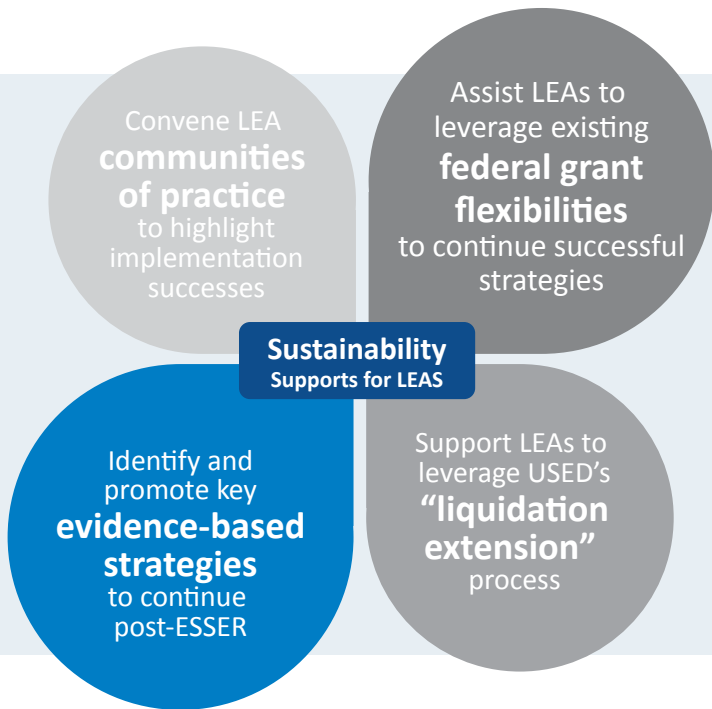 Convene LEA
communities
of practice
to highlight
implementation
successes
Assist LEAs to
leverage existing
federal grant
flexibilities
to continue successful
strategies
Sustainability
Supports for LEAS
Identify and
promote key
evidence-based
strategies
to continue
post-ESSER
Support LEAs to
leverage USED’s
“liquidation
extension”
process